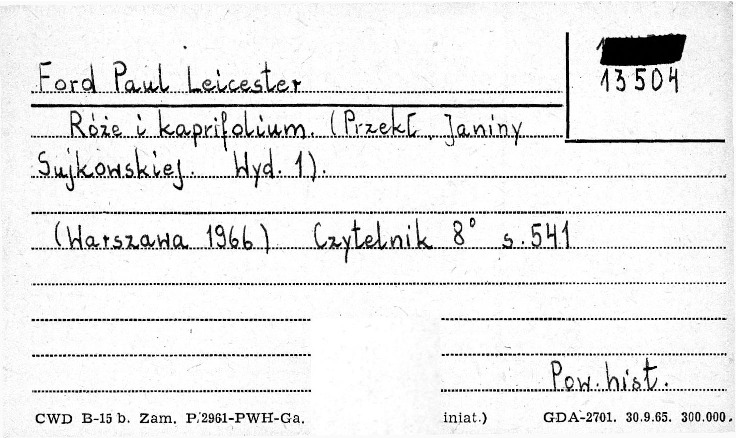 Ford Paul Leicester
13504
Róże i kaprifolium. (Przekł. Janiny
Sujkowskiej. Wyd. 1).
(Warszawa 1966) Czytelnik 8° s. 541
Pow. hist.
CWD B-15 b. Zam. P. 2961-PWH-Ga. iniat.) GDA-2701. 30.9.65. 300.000.